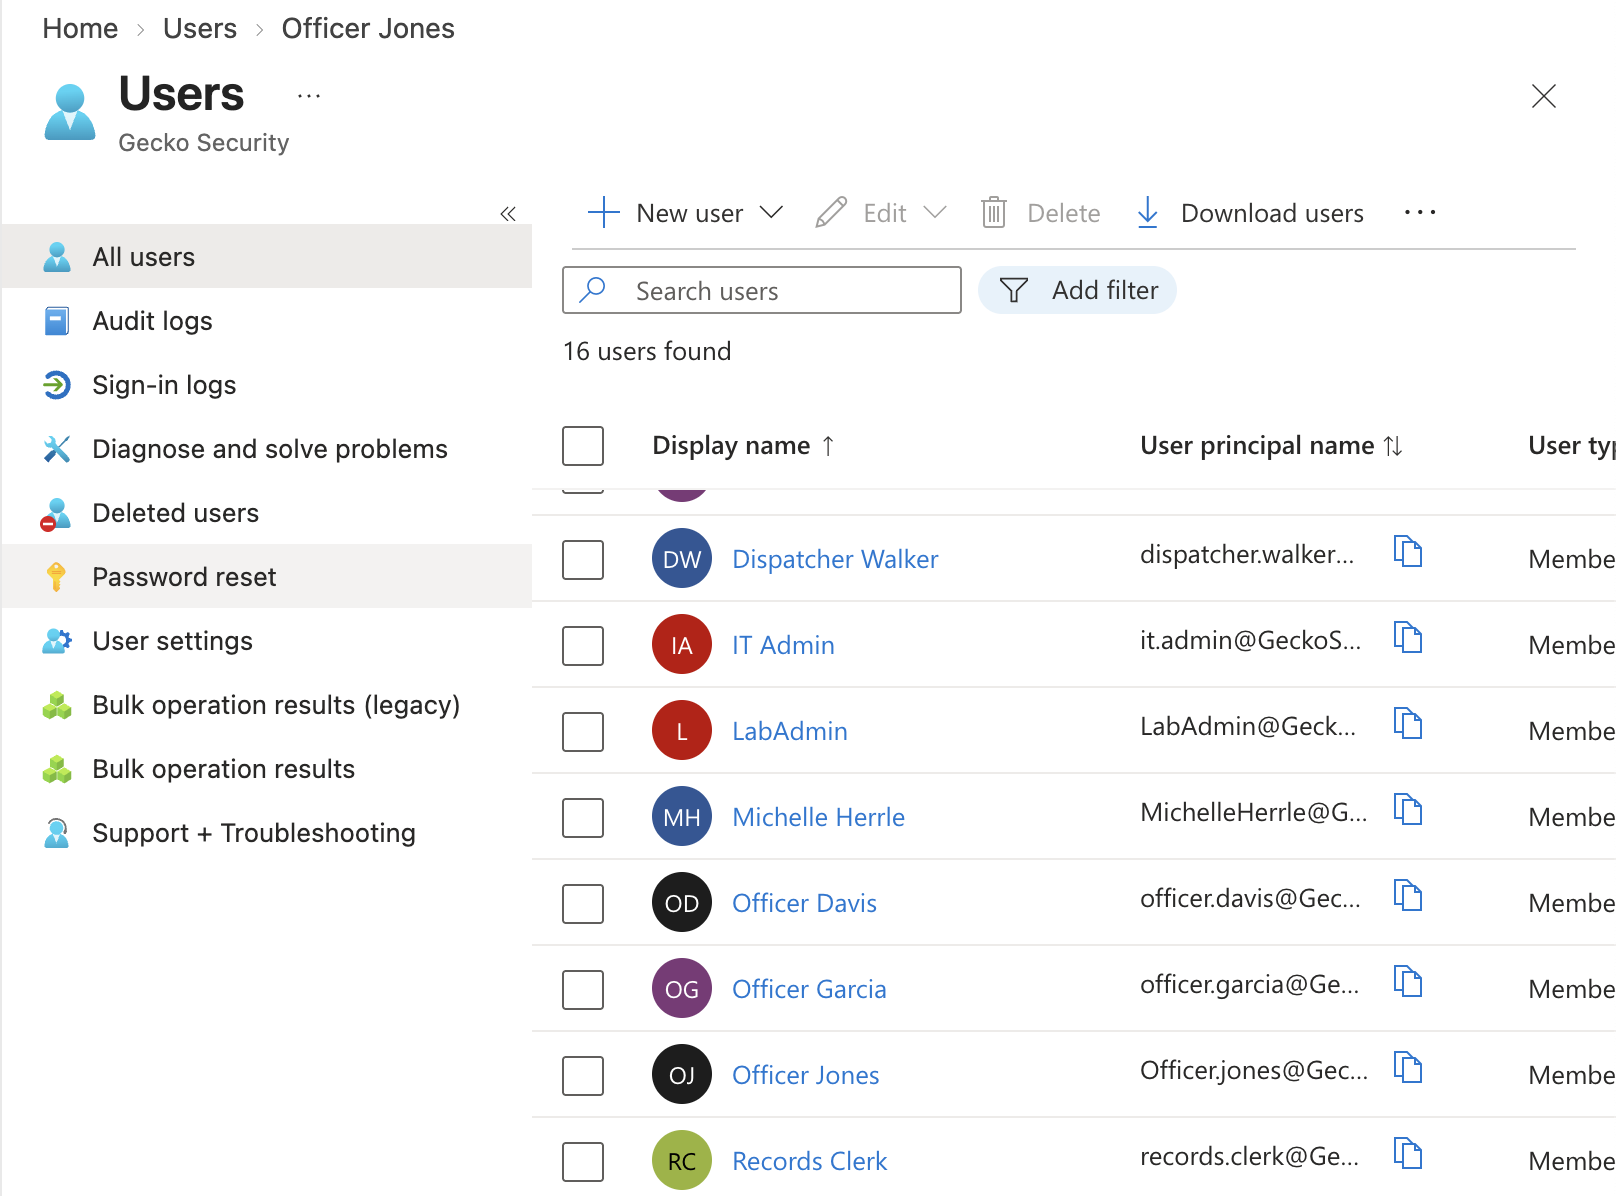 Home > Users > Officer Jones
Users ...
Gecko Security
«
New user Edit Delete Download users ...
All users
Audit logs
Sign-in logs
Diagnose and solve problems
Deleted users
Password reset
User settings
Bulk operation results (legacy)
Bulk operation results
Support + Troubleshooting
Search users Add filter
16 users found
Display name ↑ User principal name ↑↓ User typ
DW Dispatcher Walker dispatcher.walker... Membe
IA IT Admin it.admin@GeckoS... Membe
L LabAdmin LabAdmin@Geck... Membe
MH Michelle Herrle MichelleHerrle@G... Membe
OD Officer Davis officer.davis@Gec... Membe
OG Officer Garcia officer.garcia@Ge... Membe
OJ Officer Jones Officer.jones@Gec... Membe
RC Records Clerk records.clerk@Ge... Membe